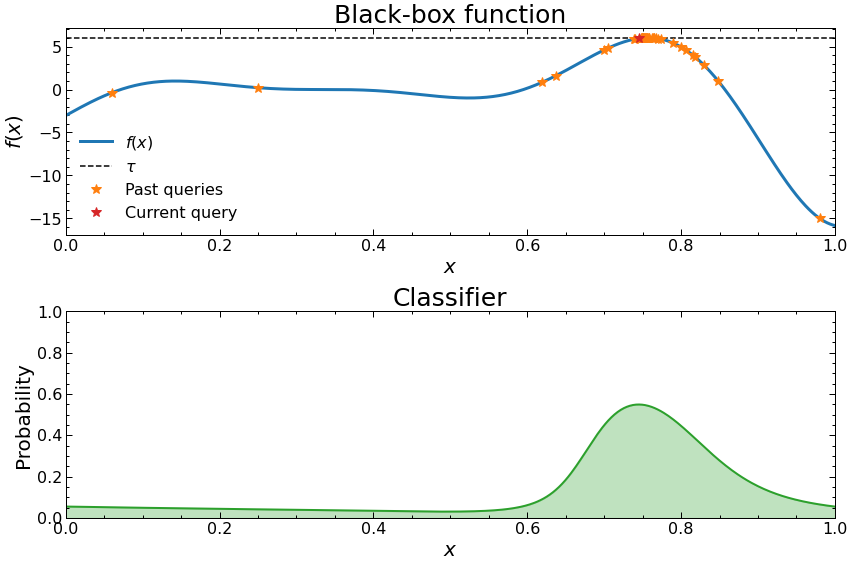 Black-box function
5
0
−5
−10
−15
f(x)
f(x)
τ
Past queries
Current query
0.0 0.2 0.4 0.6 0.8 1.0
x
Classifier
1.0
0.8
0.6
0.4
0.2
0.0
Probability
0.0 0.2 0.4 0.6 0.8 1.0
x